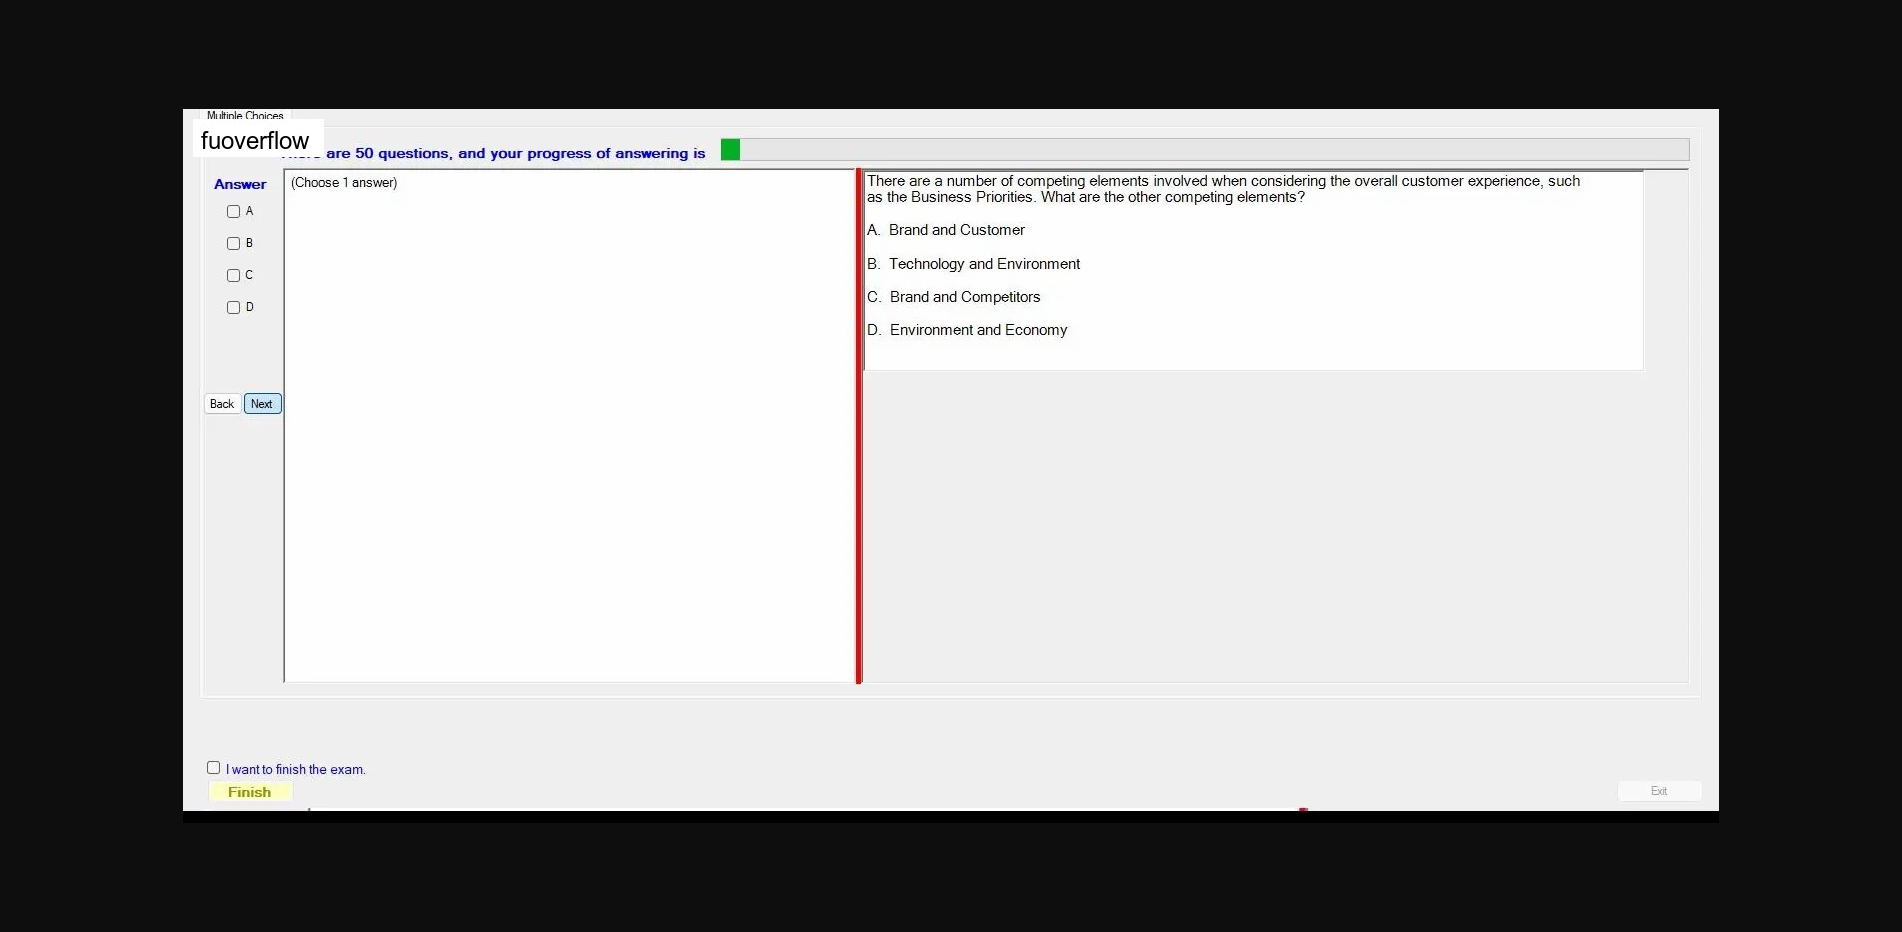 Multiple Choices
fuoverflow
are 50 questions, and your progress of answering is
Answer
A
B
C
D
Back
Next
(Choose 1 answer)
There are a number of competing elements involved when considering the overall customer experience, such
as the Business Priorities. What are the other competing elements?
A. Brand and Customer
B. Technology and Environment
C. Brand and Competitors
D. Environment and Economy
I want to finish the exam.
Finish
Exit